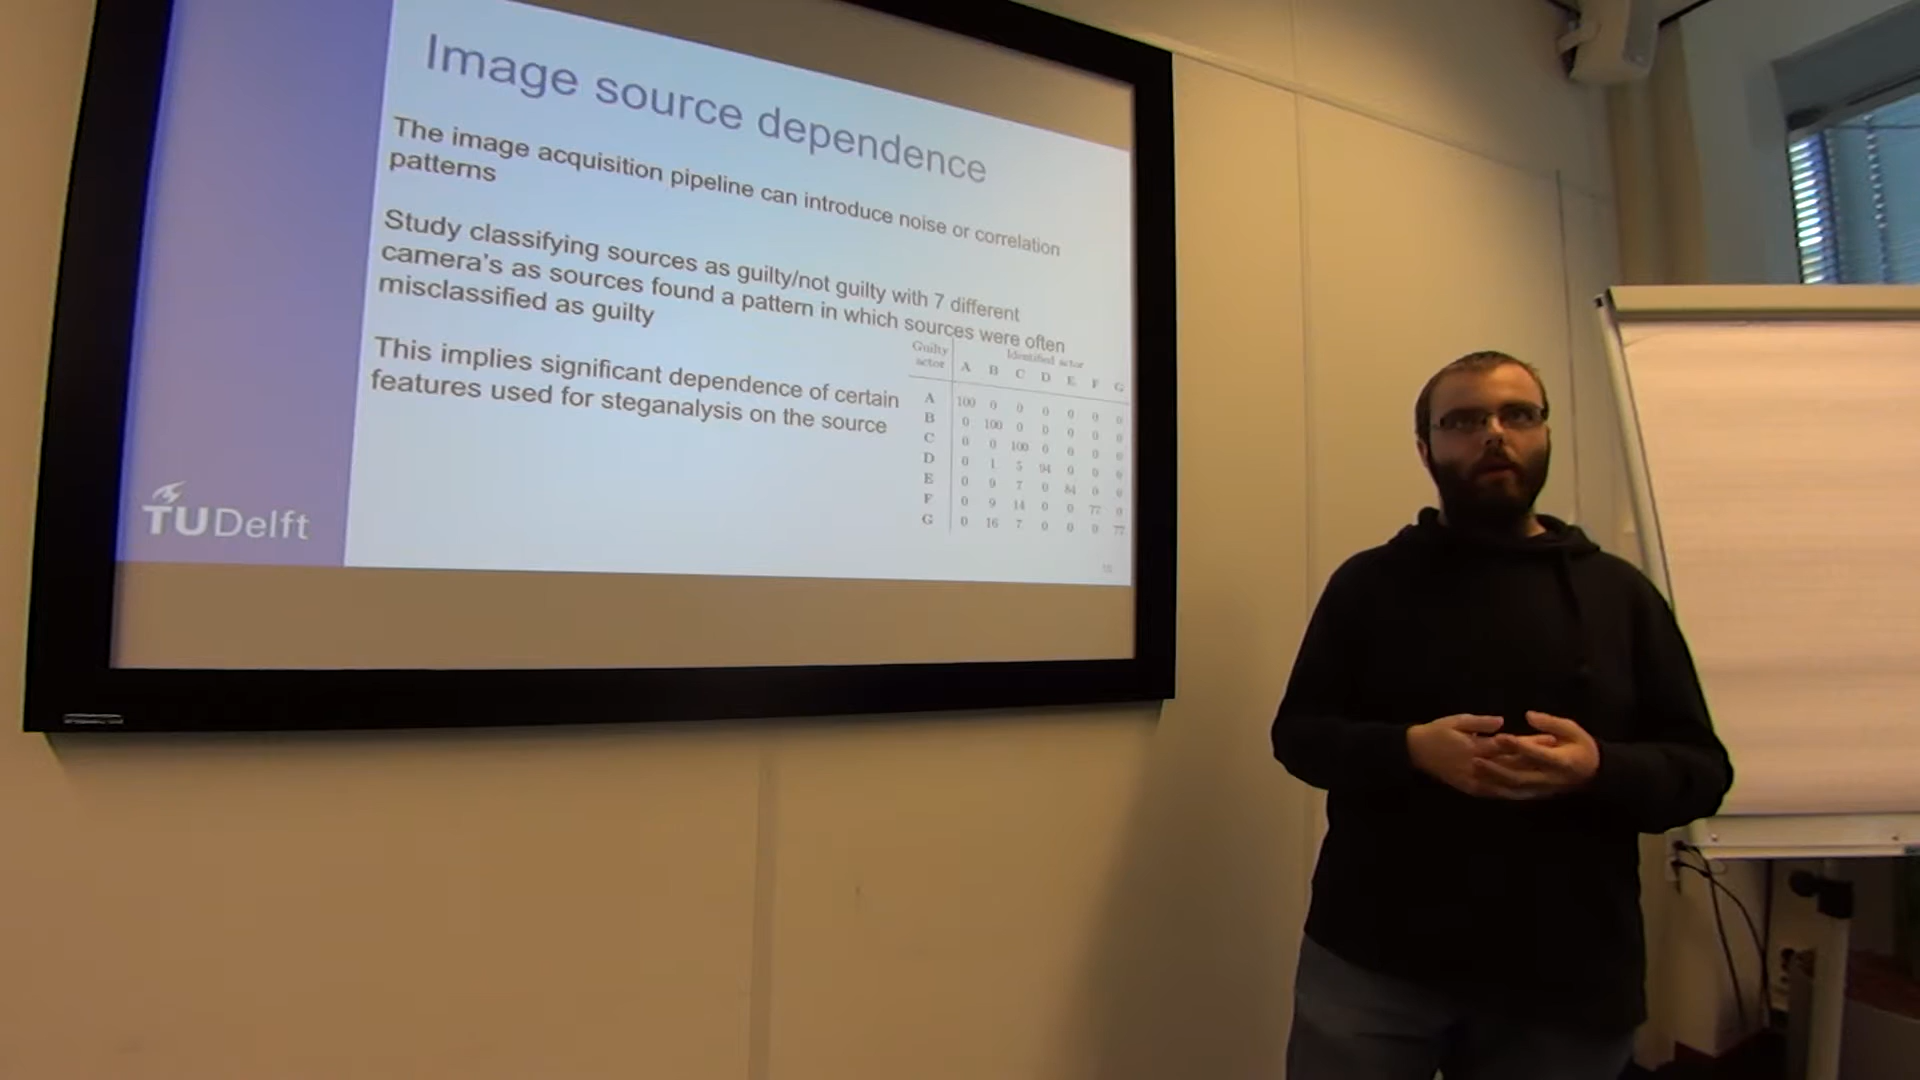 Image source dependence
The image acquisition pipeline can introduce noise or correlation
patterns
Study classifying sources as guilty/not guilty with 7 different
camera's as sources found a pattern in which sources were often
misclassified as guilty
This implies significant dependence of certain
features used for steganalysis on the source
Guilty Identified actor
actor A B C D E F G
A 100 0 0 0 0 0 0
B 0 100 0 0 0 0 0
C 0 0 100 0 0 0 0
D 0 1 5 94 0 0 0
E 0 9 7 0 84 0 0
F 0 9 14 0 0 77 0
G 0 16 7 0 0 0 77
TU Delft